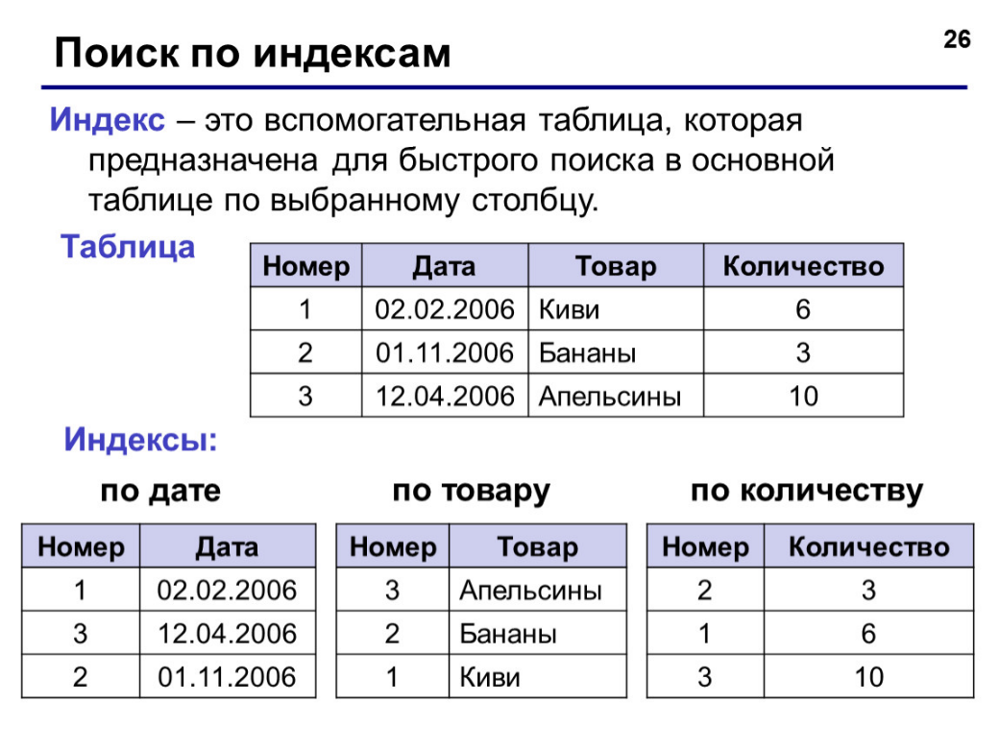 Поиск по индексам
26
Индекс – это вспомогательная таблица, которая
предназначена для быстрого поиска в основной
таблице по выбранному столбцу.
Таблица
Номер Дата Товар Количество
1 02.02.2006 Киви 6
2 01.11.2006 Бананы 3
3 12.04.2006 Апельсины 10
Индексы:
по дате
Номер Дата
1 02.02.2006
3 12.04.2006
2 01.11.2006
по товару
Номер Товар
3 Апельсины
2 Бананы
1 Киви
по количеству
Номер Количество
2 3
1 6
3 10